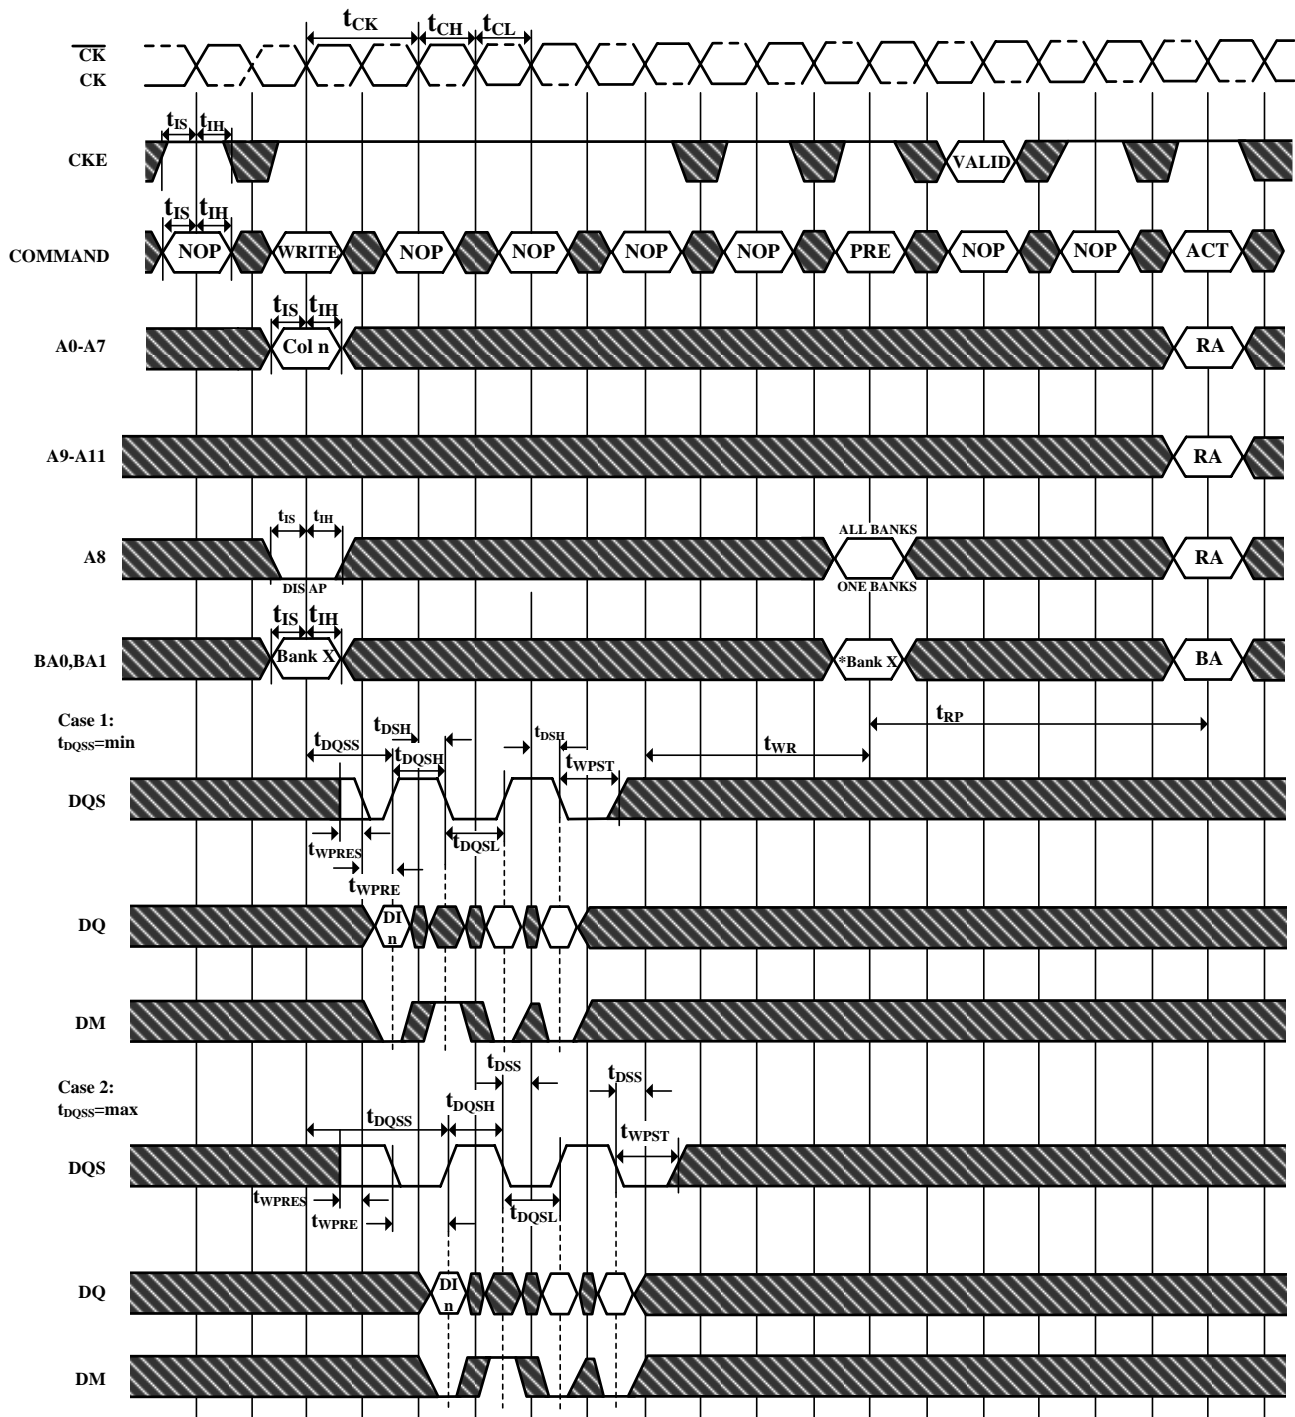 tCK tCH tCL
CK
CK
tIS tIH
CKE VALID
tIS tIH
COMMAND NOP WRITE NOP NOP NOP NOP PRE NOP NOP ACT
tIS tIH
A0-A7 Col n RA
A9-A11 RA
tIS tIH ALL BANKS
A8 RA
DIS AP ONE BANKS
tIS tIH
BA0,BA1 Bank X *Bank X BA
Case 1:
tDQSS=min
tDQSS tDSH tDQSH tDSH tWPST tWR tRP
DQS
tWPRES tDQSL
tWPRE
DQ DI
n
DM
Case 2:
tDQSS=max
tDSS tDSS
tDQSS tDQSH tWPST
DQS
tWPRES tWPRE tDQSL
DQ DI
n
DM